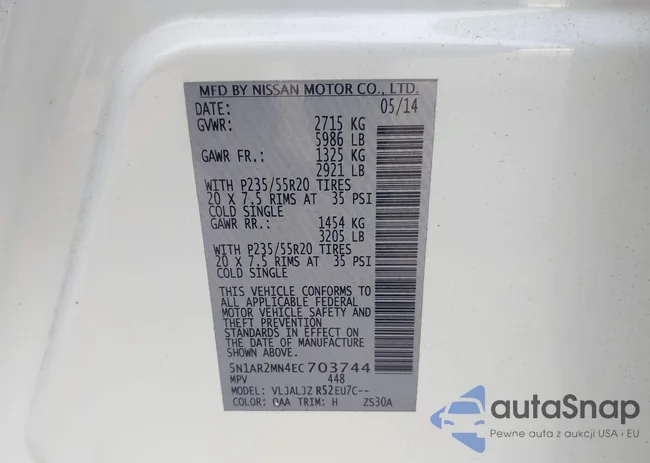 MFD BY NISSAN MOTOR CO., LTD.
DATE: 05/14
GVWR: 2715 KG
5986 LB
GAWR FR.: 1325 KG
2921 LB
WITH P235/55R20 TIRES
20 X 7.5 RIMS AT 35 PSI
COLD SINGLE
GAWR RR.: 1454 KG
3205 LB
WITH P235/55R20 TIRES
20 X 7.5 RIMS AT 35 PSI
COLD SINGLE
THIS VEHICLE CONFORMS TO
ALL APPLICABLE FEDERAL
MOTOR VEHICLE SAFETY AND
THEFT PREVENTION
STANDARDS IN EFFECT ON
THE DATE OF MANUFACTURE
SHOWN ABOVE.
5N1AR2MN4EC703744
MPV 448
MODEL: VLJALJZ R52EU7C--
COLOR: QAA TRIM: H ZS30A
autoSnap
Pewne auto z aukcji USA i EU